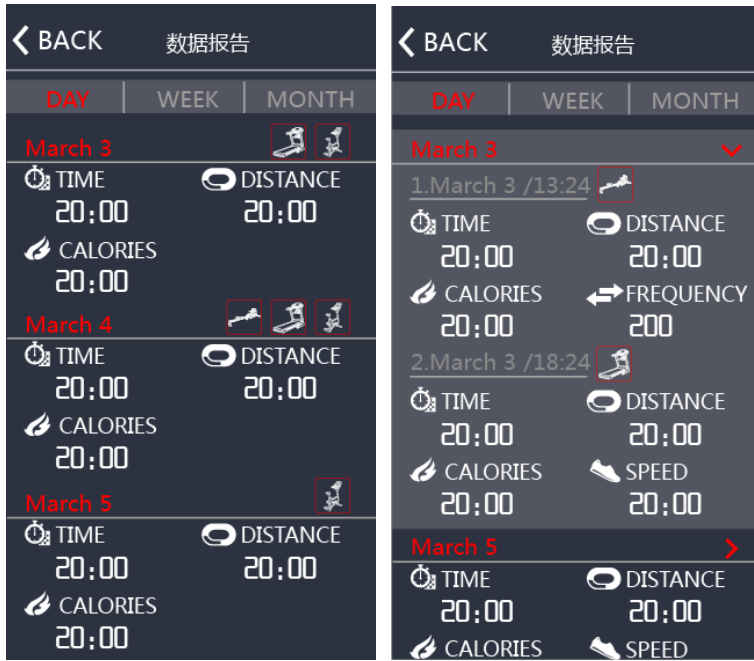 BACK 数据报告
DAY WEEK MONTH
March 3
TIME DISTANCE
20:00 20:00
CALORIES
20:00
March 4
TIME DISTANCE
20:00 20:00
CALORIES
20:00
March 5
TIME DISTANCE
20:00 20:00
CALORIES
20:00
BACK 数据报告
DAY WEEK MONTH
March 3
1.March 3 /13:24
TIME DISTANCE
20:00 20:00
CALORIES FREQUENCY
20:00 200
2.March 3 /18:24
TIME DISTANCE
20:00 20:00
CALORIES SPEED
20:00 20:00
March 5
TIME DISTANCE
20:00 20:00
CALORIES SPEED